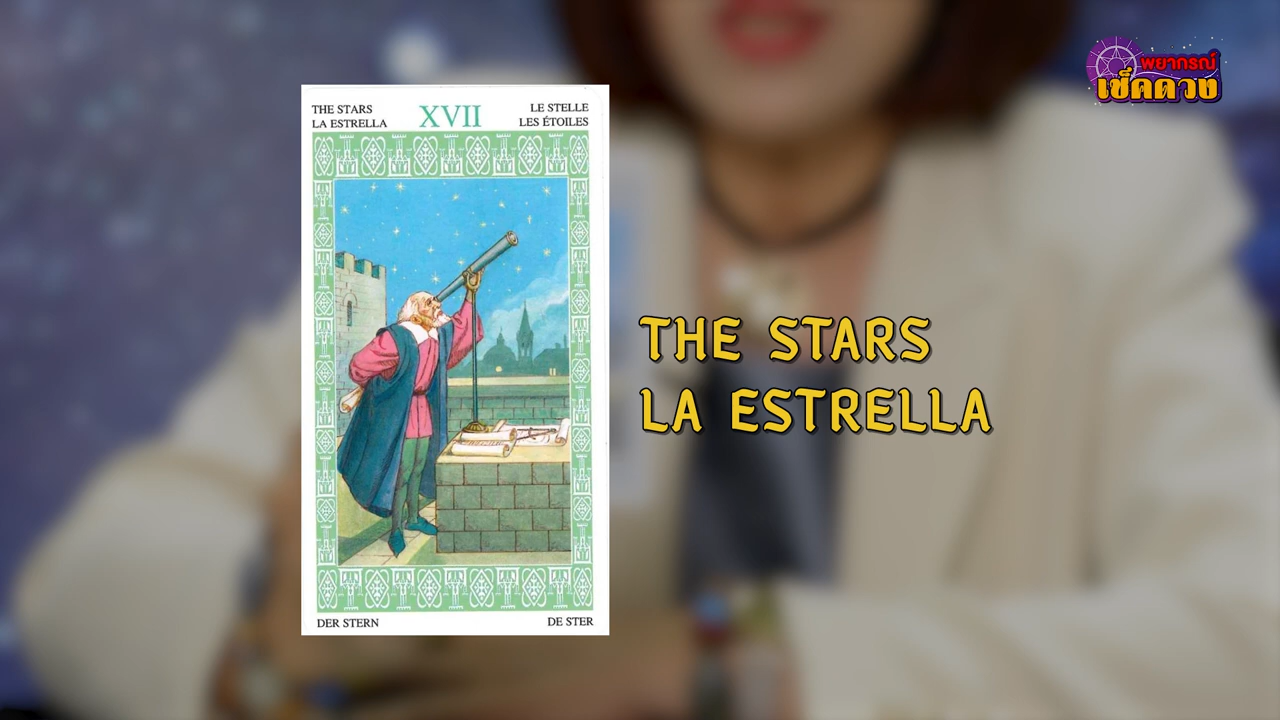 พยากรณ์
เช็คดวง
THE STARS
LA ESTRELLA
XVII
LE STELLE
LES ÉTOILES
DER STERN
DE STER
THE STARS
LA ESTRELLA